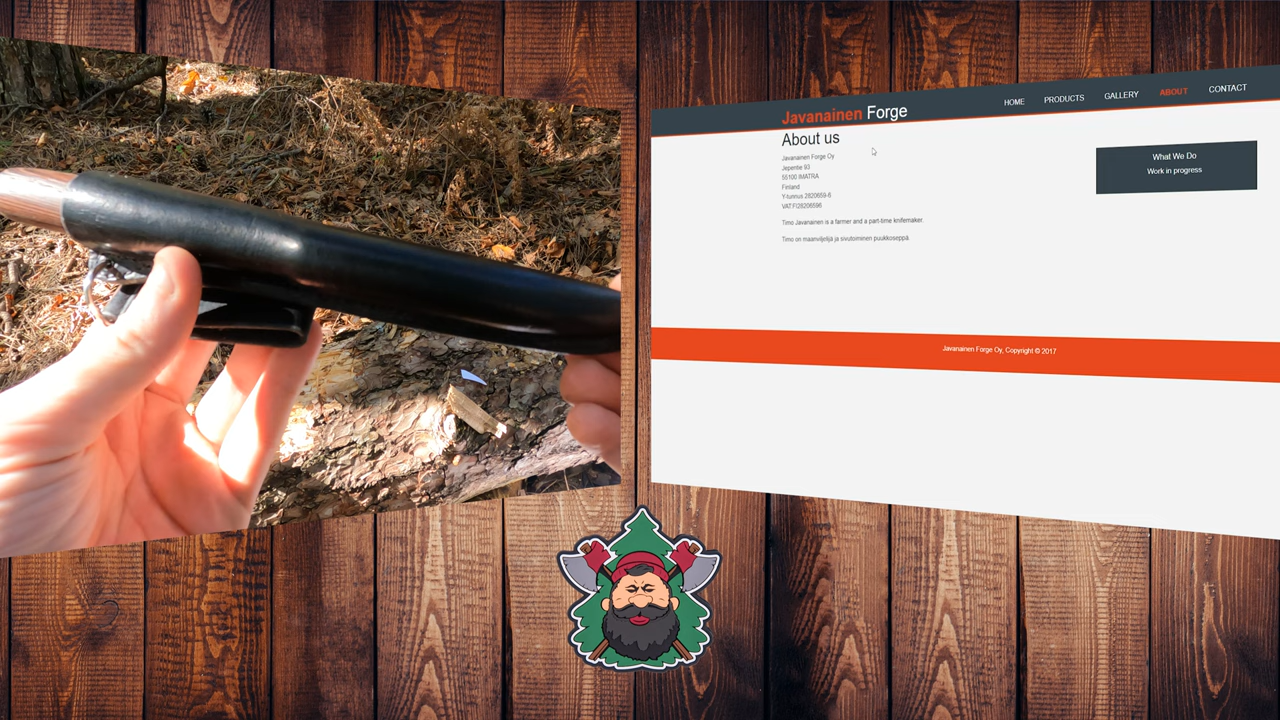 Javanainen Forge
HOME
PRODUCTS
GALLERY
ABOUT
CONTACT
About us
Javanainen Forge Oy
Jepentie 93
55100 IMATRA
Finland
Y-tunnus 2820659-6
VAT:FI28206596
Timo Javanainen is a farmer and a part-time knifemaker.
Timo on maanviljelijä ja sivutoiminen puukkoseppä.
What We Do
Work in progress
Javanainen Forge Oy, Copyright © 2017